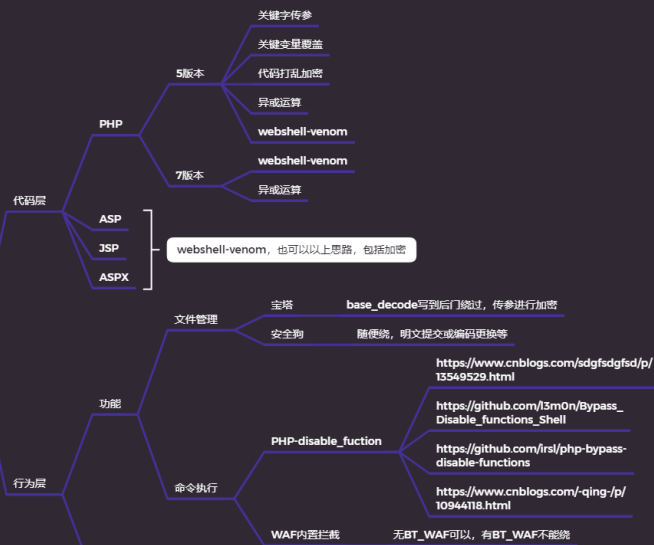 代码层
PHP
5版本
关键字传参
关键变量覆盖
代码打乱加密
异或运算
webshell-venom
7版本
webshell-venom
异或运算
ASP
JSP
ASPX
webshell-venom，也可以以上思路，包括加密
行为层
功能
文件管理
宝塔
base_decode写到后门绕过，传参进行加密
安全狗
随便绕，明文提交或编码更换等
命令执行
PHP-disable_fuction
https://www.cnblogs.com/sdgfsdgfsd/p/
13549529.html
https://github.com/l3m0n/Bypass_
Disable_functions_Shell
https://github.com/irsl/php-bypass-
disable-functions
https://www.cnblogs.com/-qing-/p/
10944118.html
WAF内置拦截
无BT_WAF可以，有BT_WAF不能绕